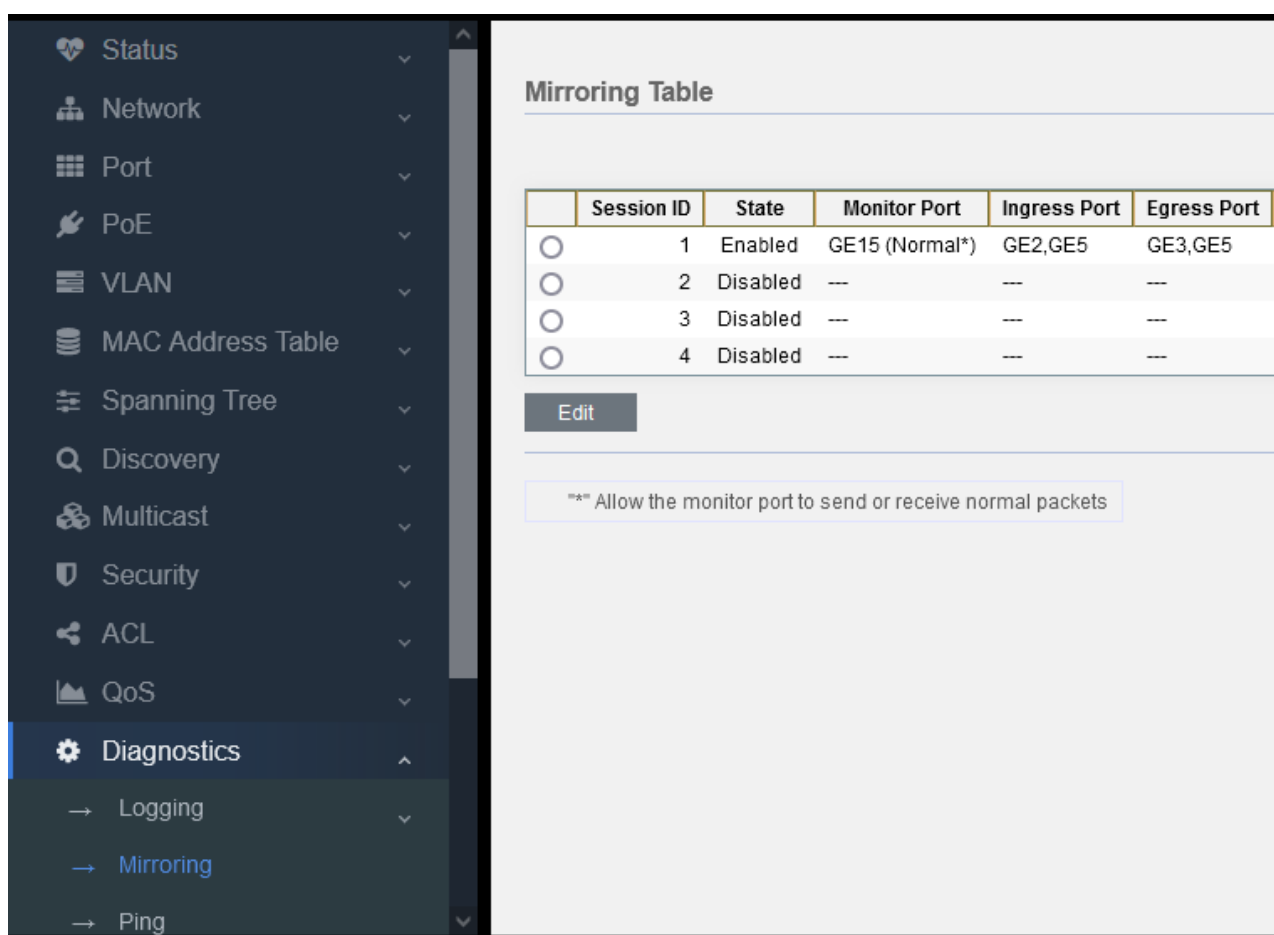 Status
Network
Port
PoE
VLAN
MAC Address Table
Spanning Tree
Discovery
Multicast
Security
ACL
QoS
Diagnostics
→ Logging
→ Mirroring
→ Ping
Mirroring Table
Session ID State Monitor Port Ingress Port Egress Port
1 Enabled GE15 (Normal*) GE2,GE5 GE3,GE5
2 Disabled --- --- ---
3 Disabled --- --- ---
4 Disabled --- --- ---
Edit
"*" Allow the monitor port to send or receive normal packets